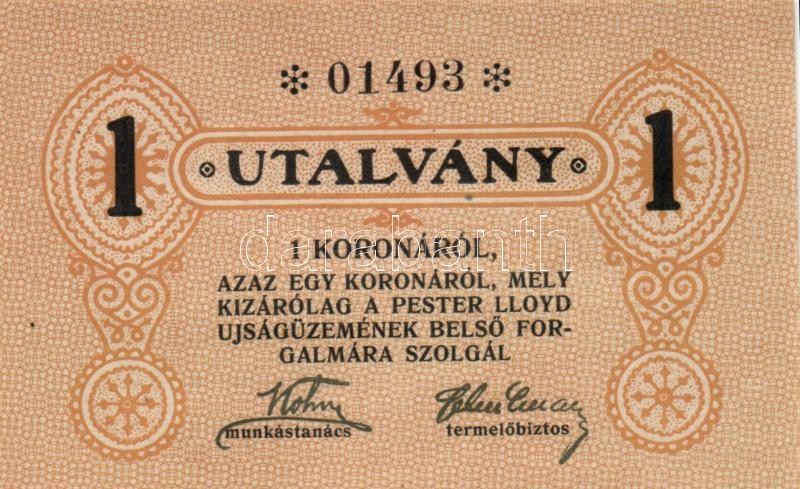 * 01493 *
1 UTALVÁNY 1
1 KORONÁRÓL,
AZAZ EGY KORONÁRÓL, MELY
KIZÁRÓLAG A PESTER LLOYD
UJSÁGÜZEMÉNEK BELSŐ FOR-
GALMÁRA SZOLGÁL
munkástanács termelőbiztos
darabanth